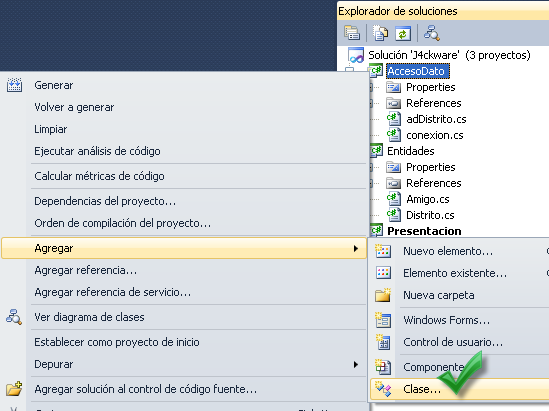 Explorador de soluciones
Solución 'J4ckware' (3 proyectos)
AccesoDato
Properties
References
adDistrito.cs
conexion.cs
Entidades
Properties
References
Amigo.cs
Distrito.cs
Presentacion
Generar
Volver a generar
Limpiar
Ejecutar análisis de código
Calcular métricas de código
Dependencias del proyecto...
Orden de compilación del proyecto...
Agregar
Agregar referencia...
Agregar referencia de servicio...
Ver diagrama de clases
Establecer como proyecto de inicio
Depurar
Agregar solución al control de código fuente...
Nuevo elemento...
Elemento existente...
Nueva carpeta
Windows Forms...
Control de usuario...
Componente
Clase...